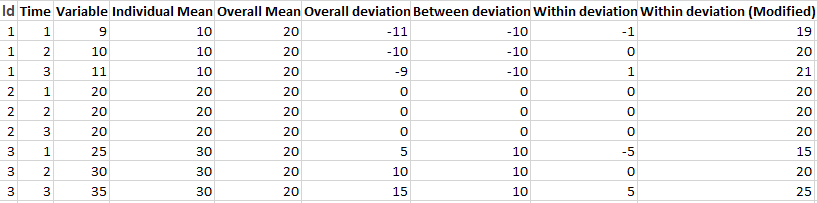 Id Time Variable Individual Mean Overall Mean Overall deviation Between deviation Within deviation Within deviation (Modified)
1 1 9 10 20 -11 -10 -1 19
1 2 10 10 20 -10 -10 0 20
1 3 11 10 20 -9 -10 1 21
2 1 20 20 20 0 0 0 20
2 2 20 20 20 0 0 0 20
2 3 20 20 20 0 0 0 20
3 1 25 30 20 5 10 -5 15
3 2 30 30 20 10 10 0 20
3 3 35 30 20 15 10 5 25